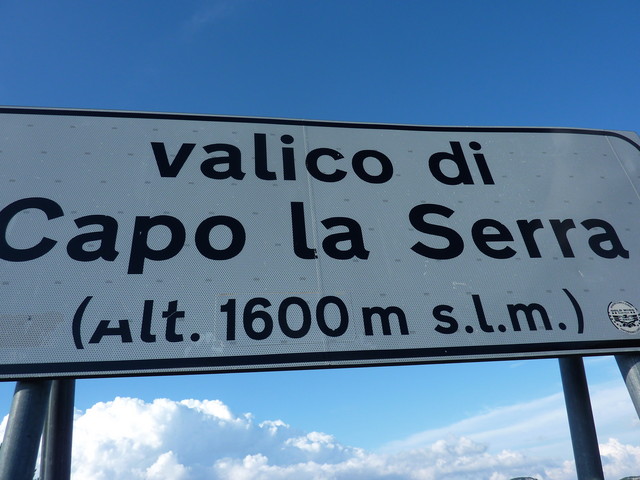 valico di
Capo la Serra
(Alt. 1600 m s.l.m.)